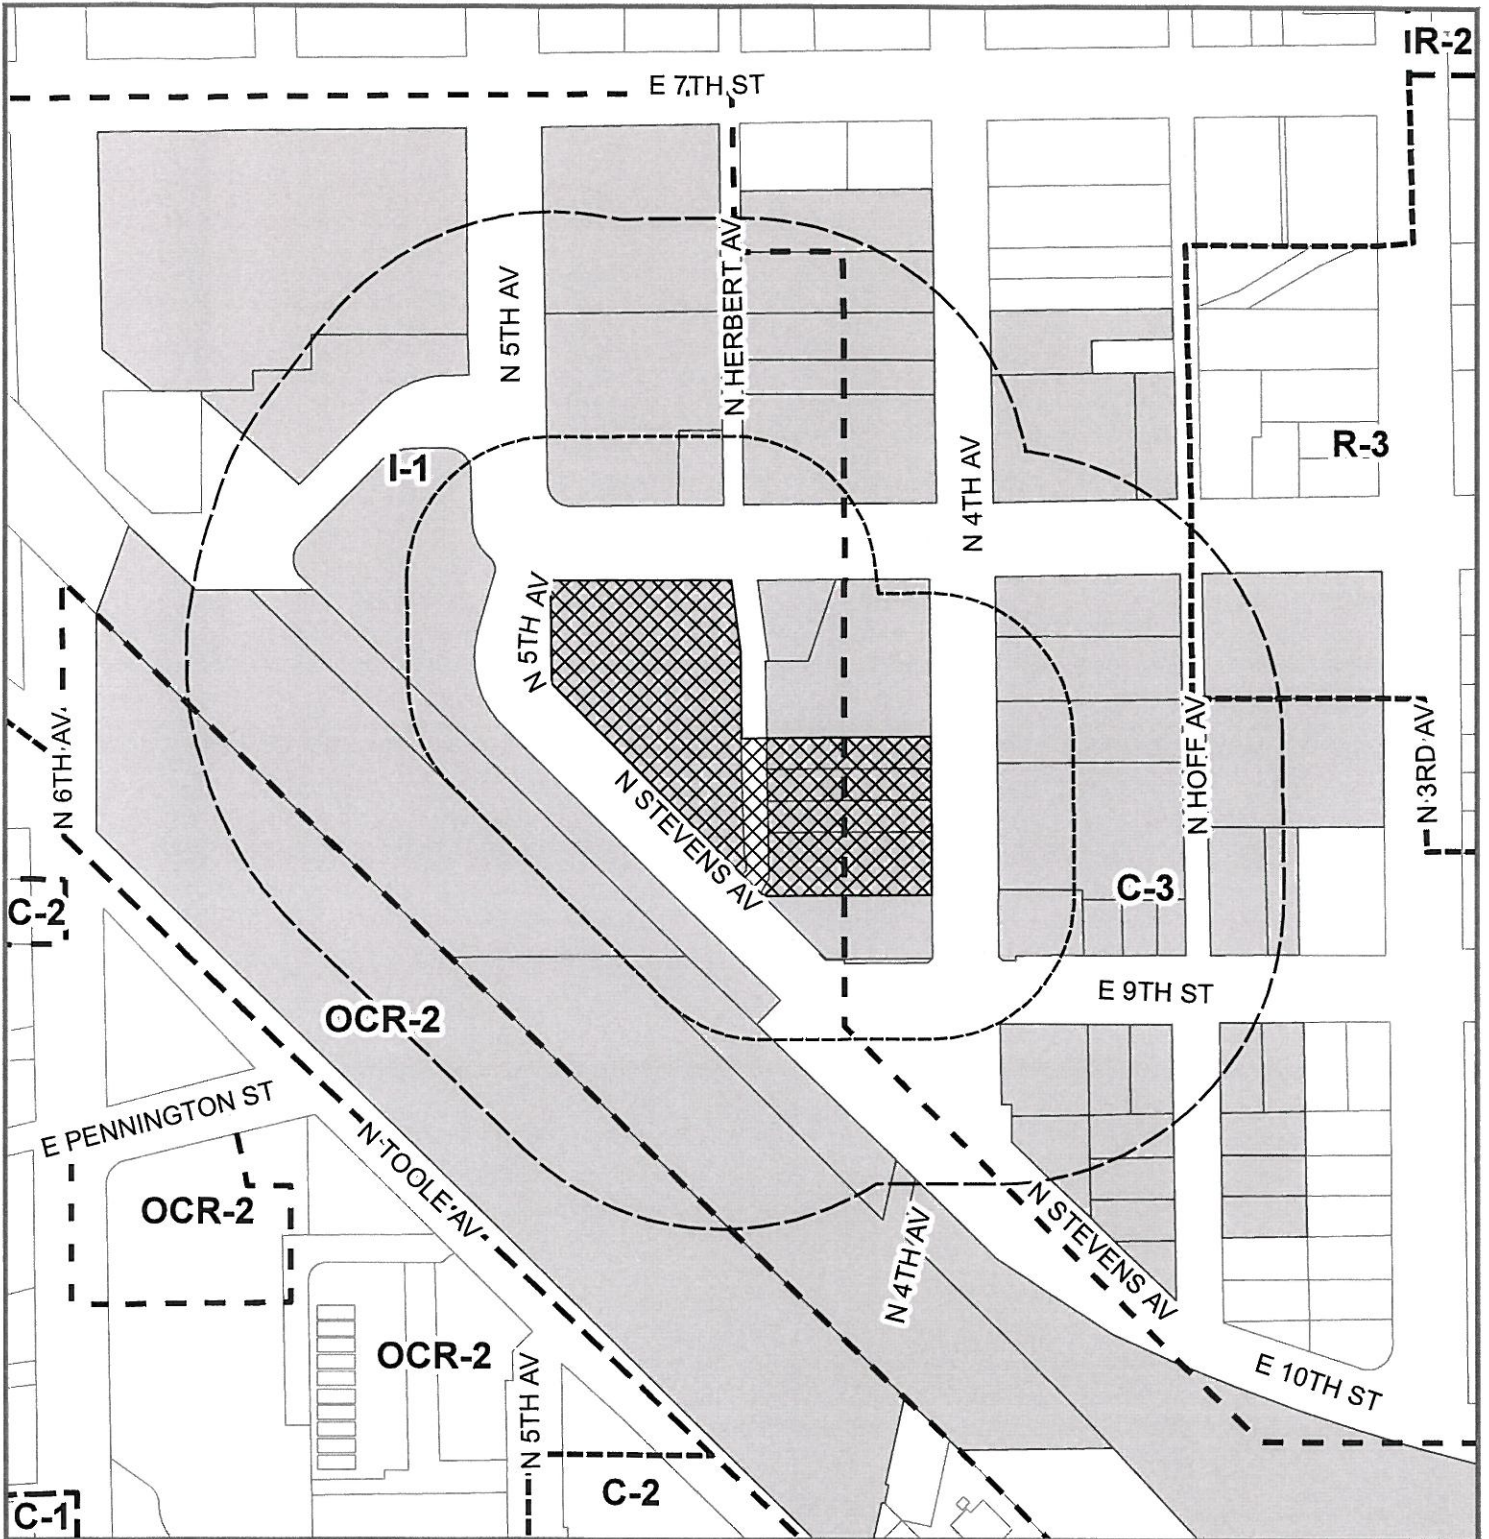 R-2
E 7TH ST
N 5TH AV
N HERBERT AV
N 4TH AV
R-3
I-1
N 5TH AV
N 6TH AV
N STEVENS AV
N HOFF AV
N 3RD AV
C-2
C-3
E 9TH ST
OCR-2
E PENNINGTON ST
N TOOLE AV
OCR-2
N 4TH AV
N STEVENS AV
OCR-2
N 5TH AV
E 10TH ST
C-2
C-1